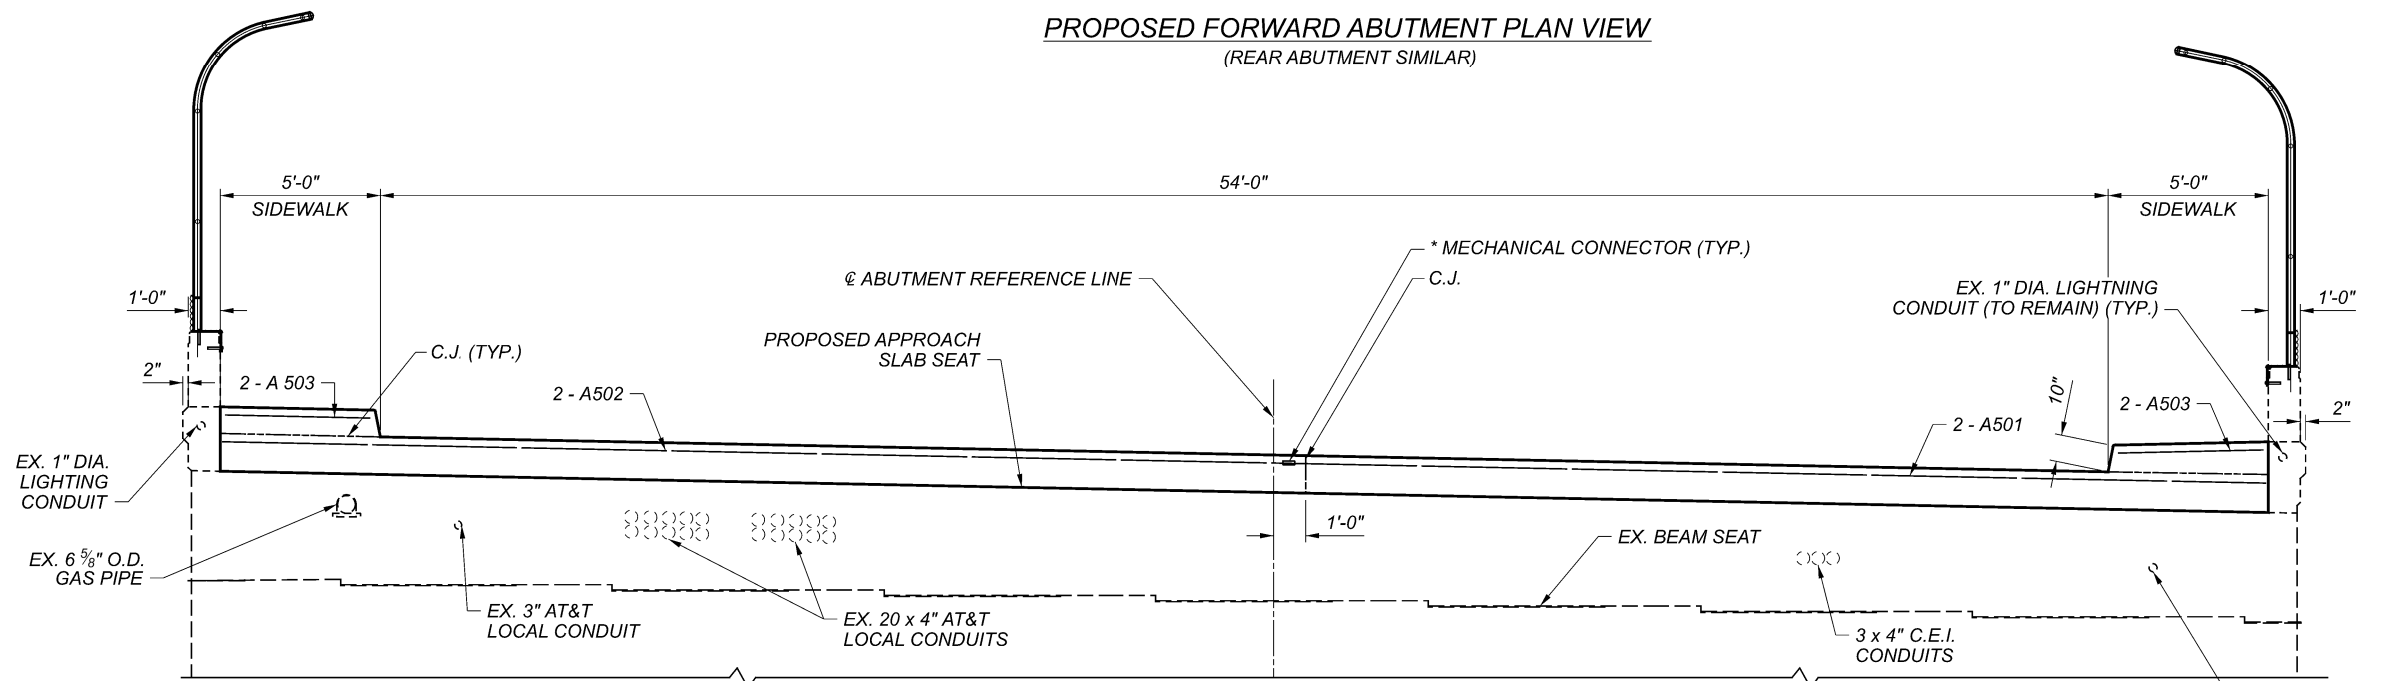 PROPOSED FORWARD ABUTMENT PLAN VIEW
(REAR ABUTMENT SIMILAR)
5'-0"
SIDEWALK
54'-0"
5'-0"
SIDEWALK
* MECHANICAL CONNECTOR (TYP.)
C.J.
℄ ABUTMENT REFERENCE LINE
EX. 1" DIA. LIGHTNING
CONDUIT (TO REMAIN) (TYP.)
1'-0"
1'-0"
PROPOSED APPROACH
SLAB SEAT
C.J. (TYP.)
2"
2 - A 503
2 - A502
10"
2 - A503
2"
2 - A501
EX. 1" DIA.
LIGHTING
CONDUIT
1'-0"
EX. BEAM SEAT
EX. 6 ⅝" O.D.
GAS PIPE
EX. 3" AT&T
LOCAL CONDUIT
EX. 20 x 4" AT&T
LOCAL CONDUITS
3 x 4" C.E.I.
CONDUITS